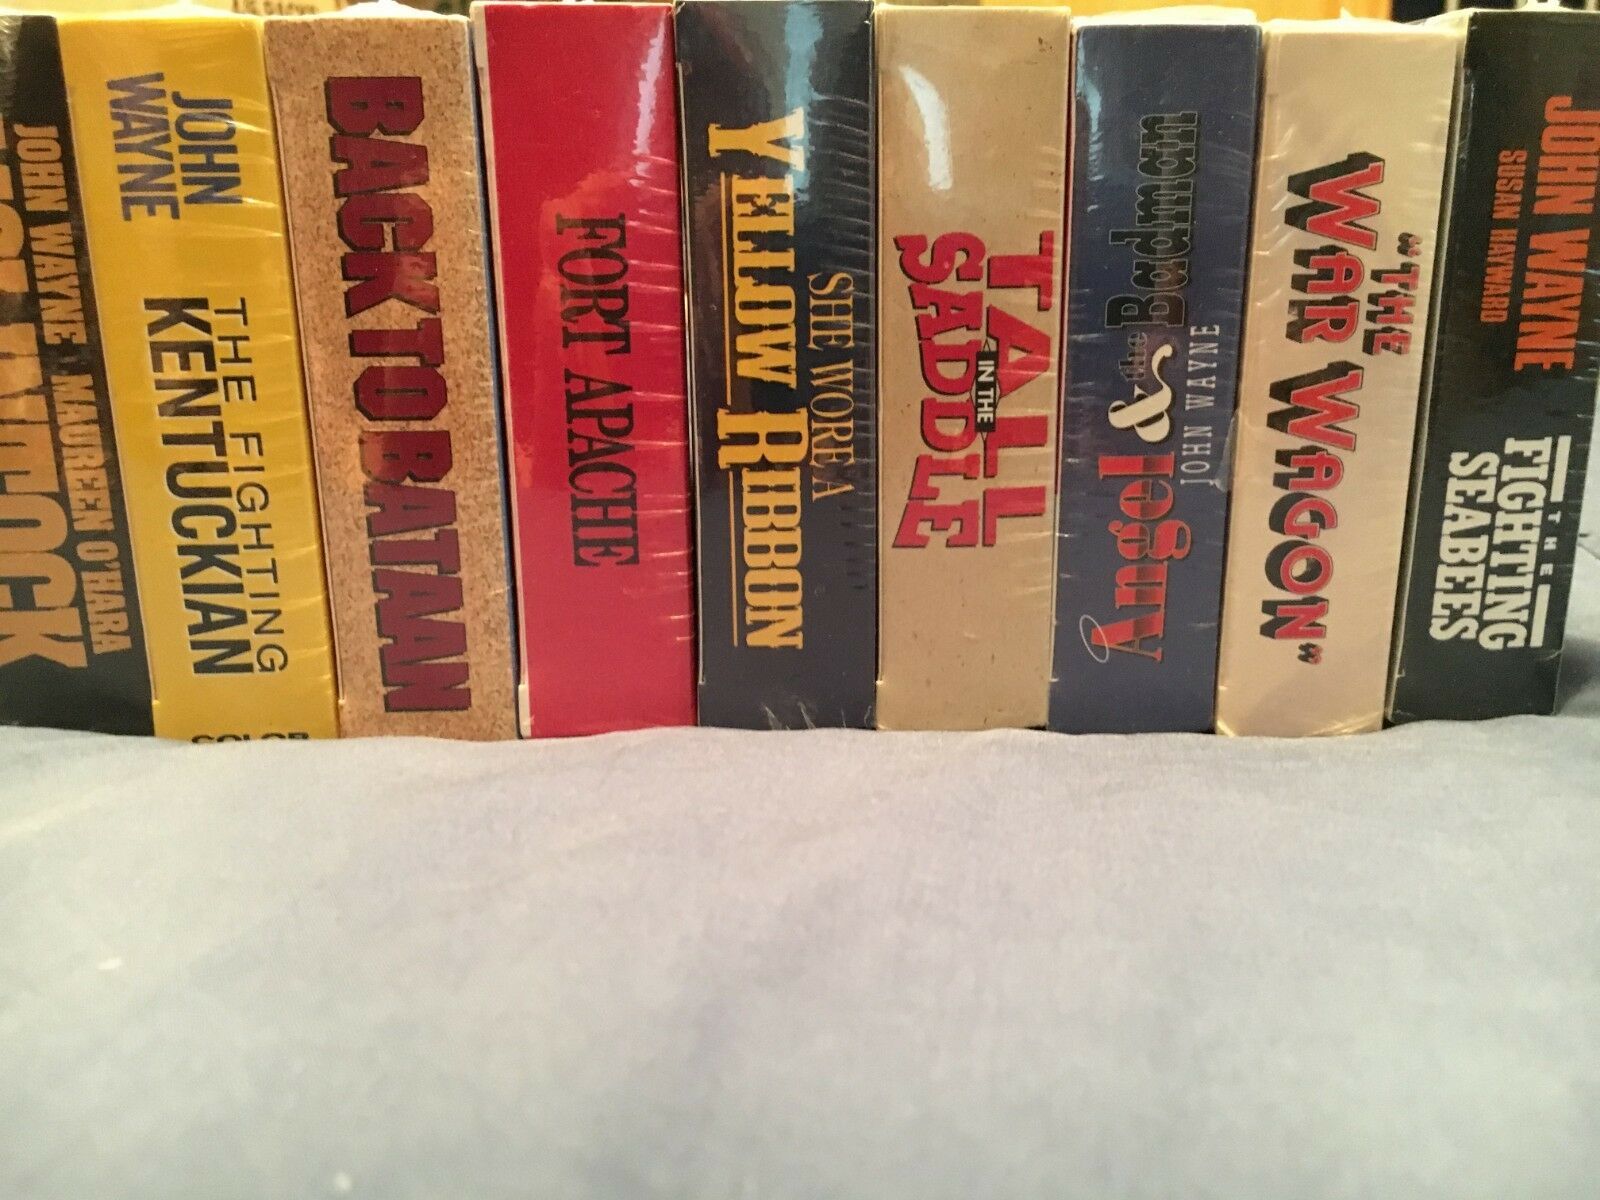 JOHN WAYNE MAUREEN O'HARA
JOHN
WAYNE
THE FIGHTING
KENTUCKIAN
COLOR
BACK TO BATAAN
FORT APACHE
SHE WORE A
YELLOW RIBBON
TALL
IN THE
SADDLE
Angel & the Badman
JOHN WAYNE
"THE
WAR WAGON"
JOHN WAYNE
SUSAN HAYWARD
THE
FIGHTING
SEABEES